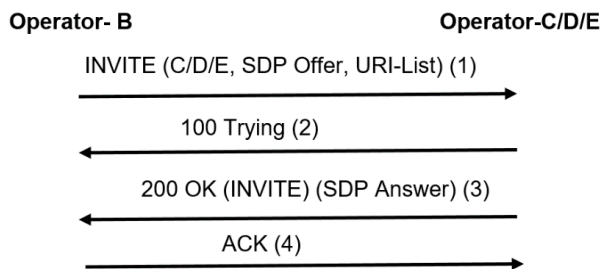 Operator- B
Operator-C/D/E
INVITE (C/D/E, SDP Offer, URI-List) (1)
100 Trying (2)
200 OK (INVITE) (SDP Answer) (3)
ACK (4)